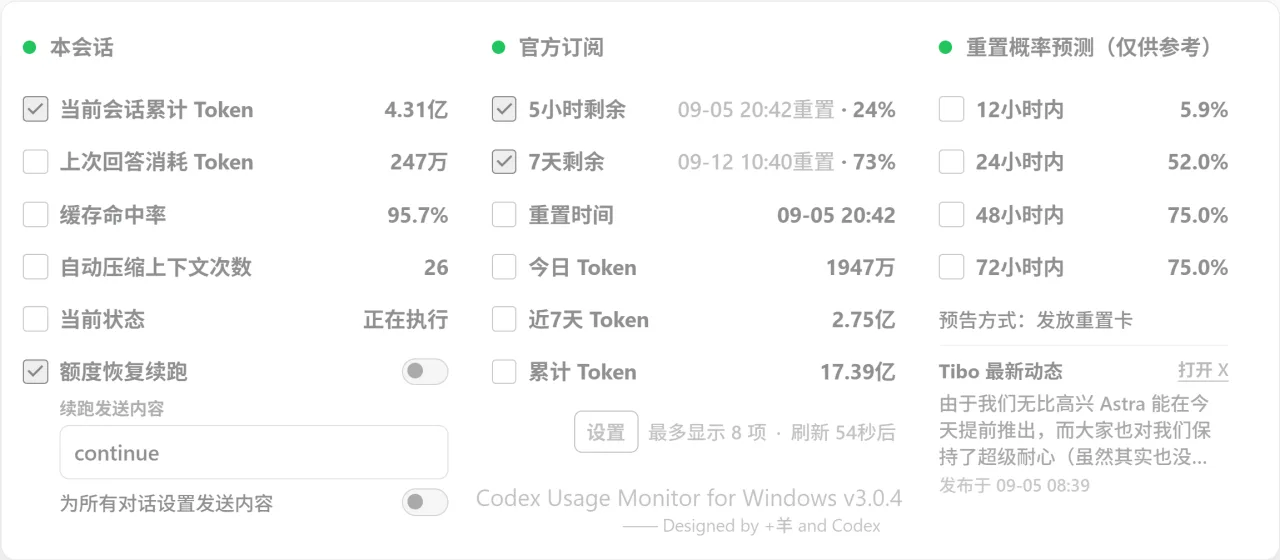 本会话
当前会话累计 Token 4.31亿
上次回答消耗 Token 247万
缓存命中率 95.7%
自动压缩上下文次数 26
当前状态 正在执行
额度恢复续跑
续跑发送内容
continue
为所有对话设置发送内容
官方订阅
5小时剩余 09-05 20:42重置 · 24%
7天剩余 09-12 10:40重置 · 73%
重置时间 09-05 20:42
今日 Token 1947万
近7天 Token 2.75亿
累计 Token 17.39亿
设置 最多显示 8 项 · 刷新 54秒后
Codex Usage Monitor for Windows v3.0.4
—— Designed by +羊 and Codex
重置概率预测（仅供参考）
12小时内 5.9%
24小时内 52.0%
48小时内 75.0%
72小时内 75.0%
预告方式：发放重置卡
Tibo 最新动态 打开 X
由于我们无比高兴 Astra 能在今
天提前推出，而大家也对我们保
持了超级耐心（虽然其实也没...
发布于 09-05 08:39